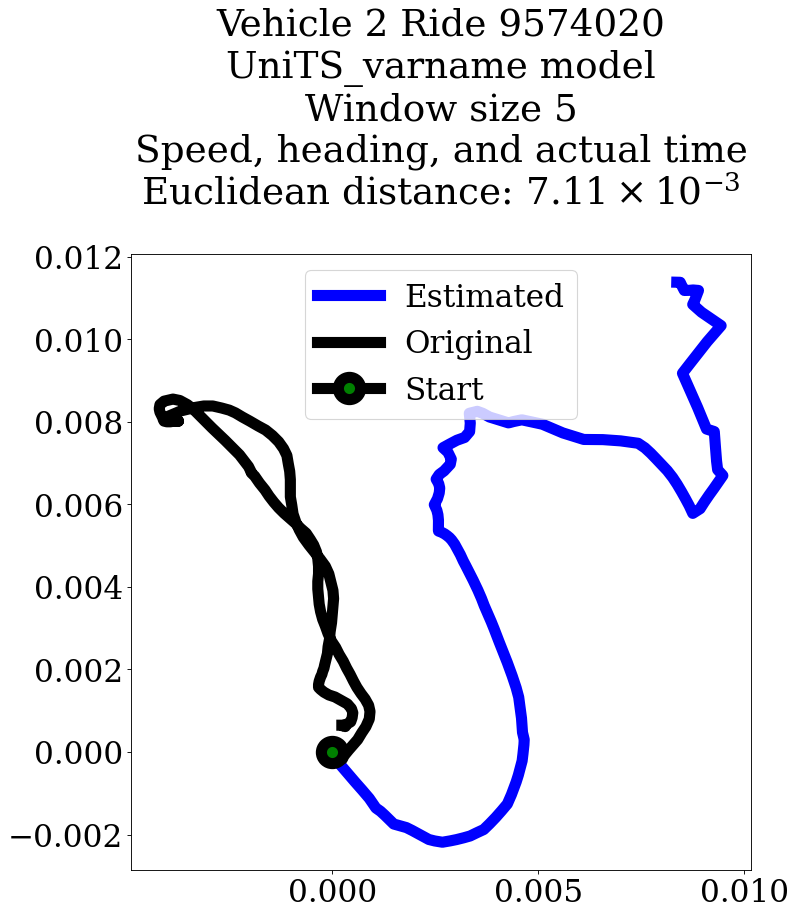 Vehicle 2 Ride 9574020
UniTS_varname model
Window size 5
Speed, heading, and actual time
Euclidean distance: 7.11 × 10⁻³
0.012
0.010
0.008
0.006
0.004
0.002
0.000
−0.002
Estimated
Original
Start
0.000 0.005 0.010